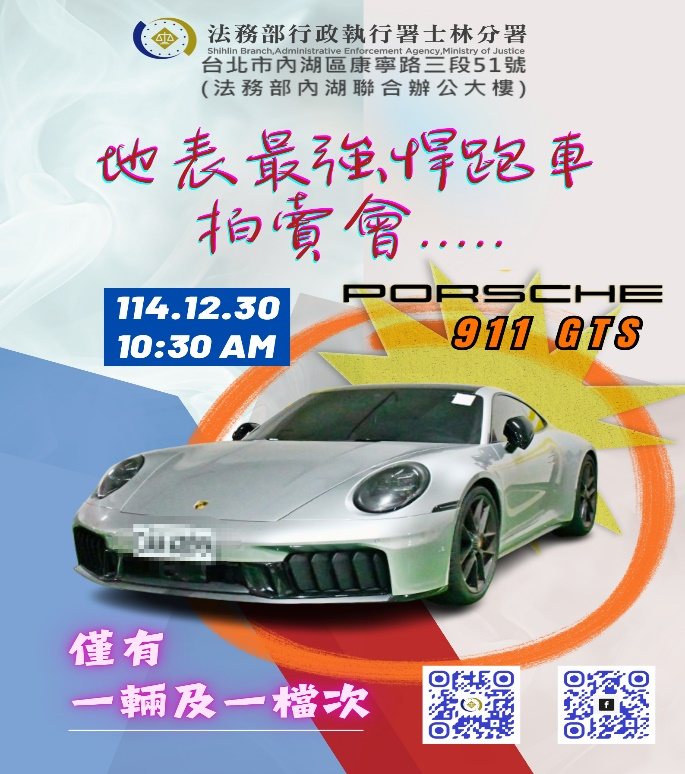 法務部行政執行署士林分署
Shihlin Branch,Administrative Enforcement Agency,Ministry of Justice
台北市內湖區康寧路三段51號
(法務部內湖聯合辦公大樓)
地表最強悍跑車
拍賣會.....
114.12.30
10:30 AM
PORSCHE
911 GTS
僅有
一輛及一檔次